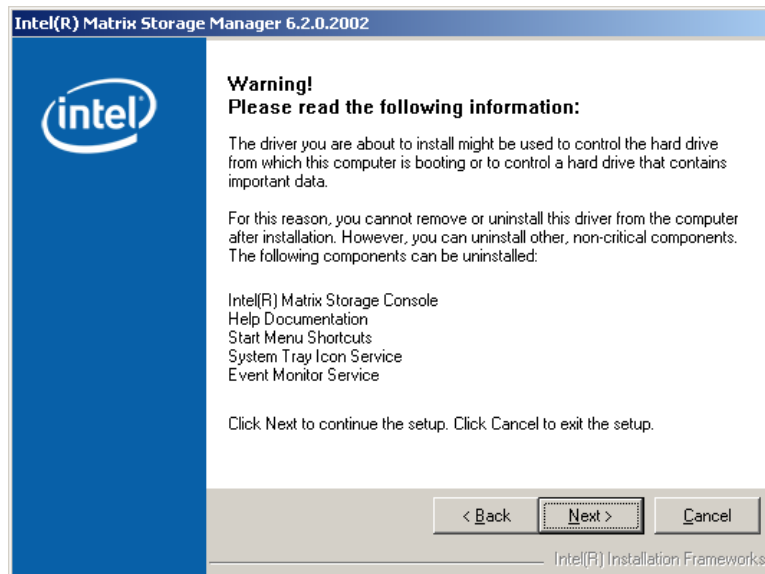 Intel(R) Matrix Storage Manager 6.2.0.2002
intel
Warning!
Please read the following information:
The driver you are about to install might be used to control the hard drive
from which this computer is booting or to control a hard drive that contains
important data.
For this reason, you cannot remove or uninstall this driver from the computer
after installation. However, you can uninstall other, non-critical components.
The following components can be uninstalled:
Intel(R) Matrix Storage Console
Help Documentation
Start Menu Shortcuts
System Tray Icon Service
Event Monitor Service
Click Next to continue the setup. Click Cancel to exit the setup.
< Back Next > Cancel
Intel(R) Installation Frameworks